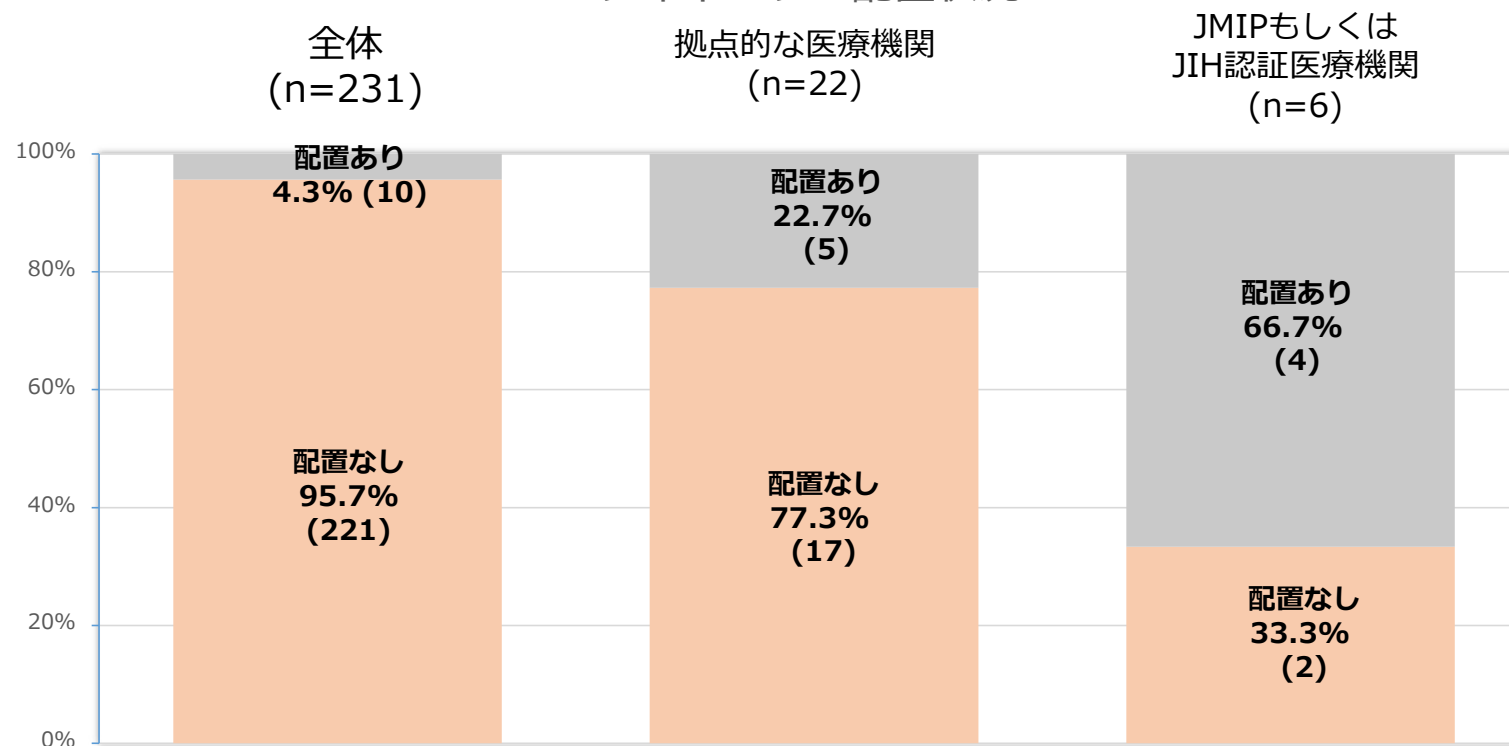 配置状況
全体
(n=231)
拠点的な医療機関
(n=22)
JMIPもしくは
JIH認証医療機関
(n=6)
100%
80%
60%
40%
20%
0%
配置あり
4.3% (10)
配置なし
95.7%
(221)
配置あり
22.7%
(5)
配置なし
77.3%
(17)
配置あり
66.7%
(4)
配置なし
33.3%
(2)